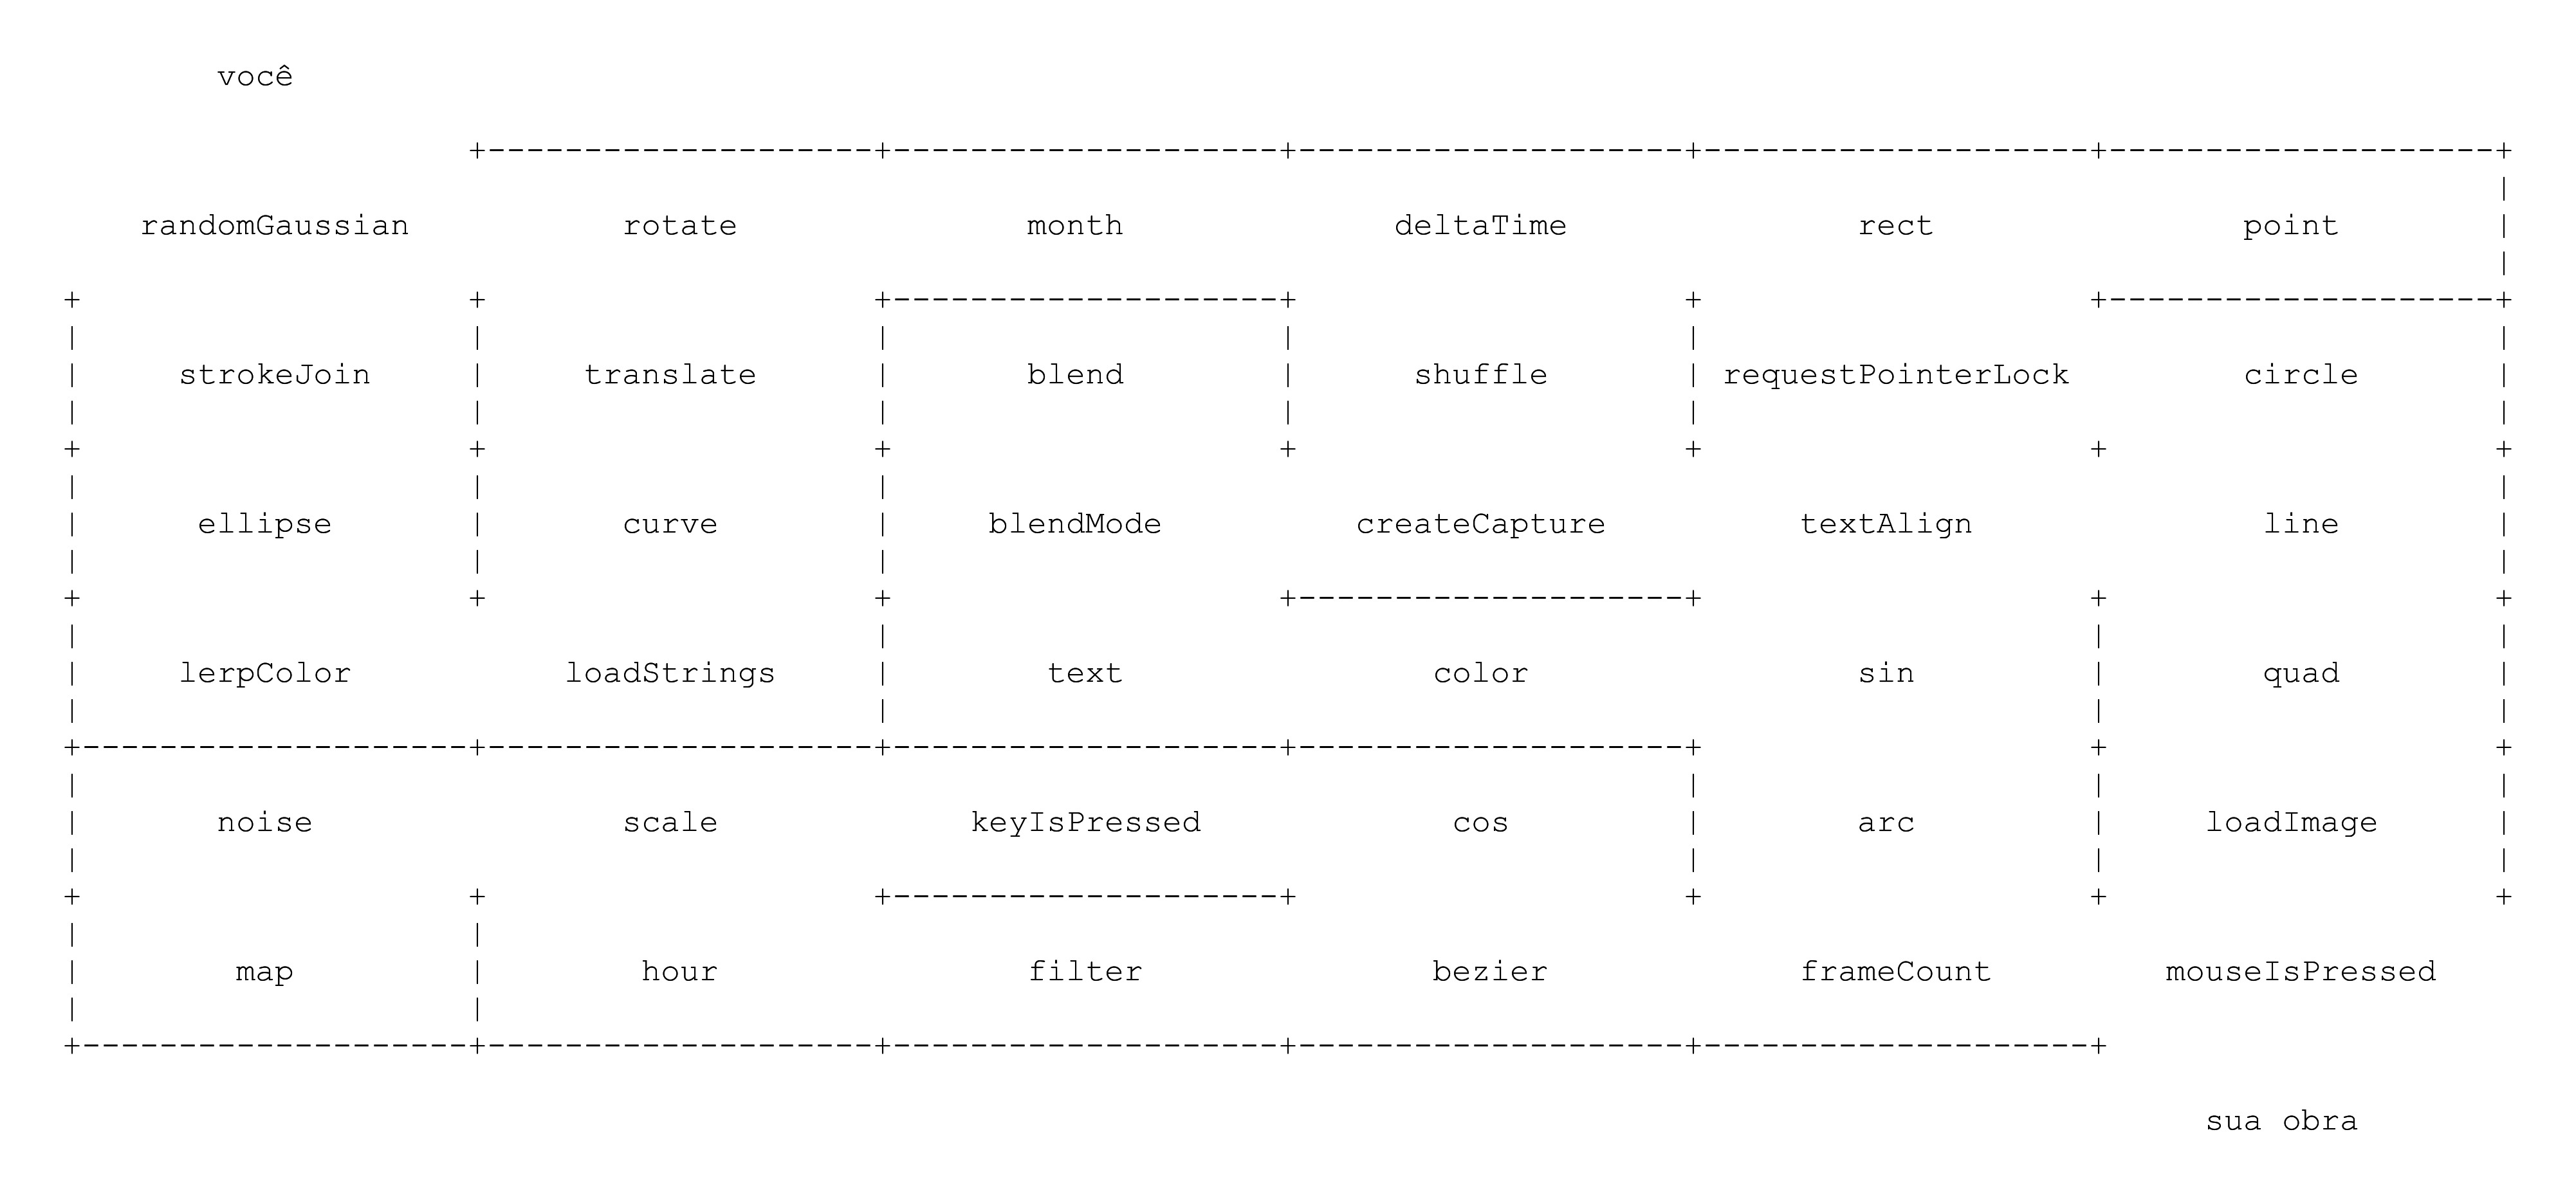 você
randomGaussian rotate month deltaTime rect point
strokeJoin translate blend shuffle requestPointerLock circle
ellipse curve blendMode createCapture textAlign line
lerpColor loadStrings text color sin quad
noise scale keyIsPressed cos arc loadImage
map hour filter bezier frameCount mouseIsPressed
sua obra